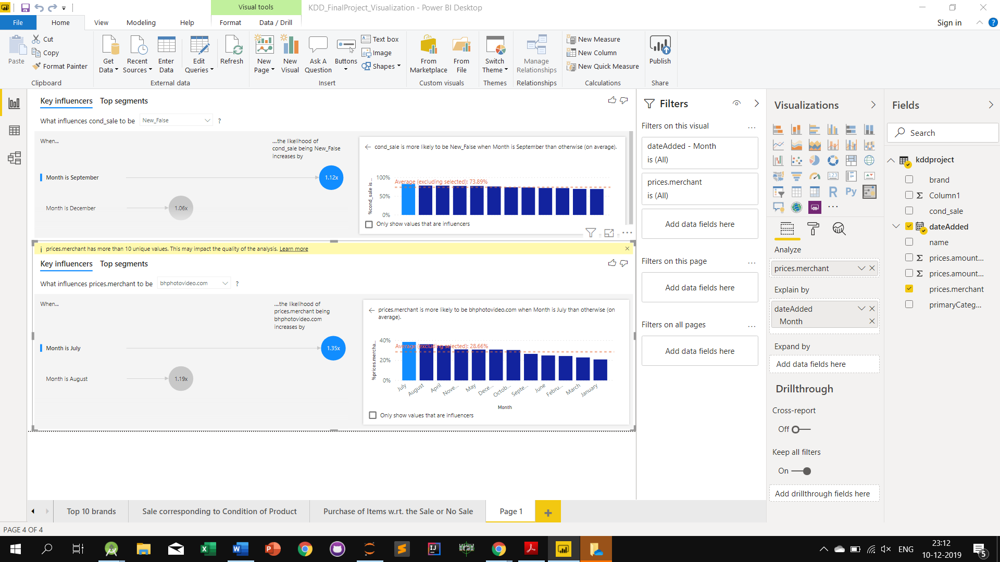 Visual tools
KDD_FinalProject_Visualization - Power BI Desktop
File
Home
View
Modeling
Help
Format
Data / Drill
Sign in
?
Paste
Cut
Copy
Format Painter
Clipboard
Get Data
Recent Sources
Enter Data
Edit Queries
Refresh
External data
New Page
New Visual
Ask A Question
Buttons
Text box
Image
Shapes
Insert
From Marketplace
From File
Custom visuals
Switch Theme
Themes
Manage Relationships
Relationships
New Measure
New Column
New Quick Measure
Calculations
Publish
Share
Key influencers
Top segments
What influences cond_sale to be
New_False
?
When...
....the likelihood of
cond_sale being New_False
increases by
Month is September
1.12x
Month is December
1.06x
cond_sale is more likely to be New_False when Month is September than otherwise (on average).
%cond_sale is ...
100%
50%
0%
Average (excluding selected): 73.89%
Only show values that are influencers
prices.merchant has more than 10 unique values. This may impact the quality of the analysis. Learn more
Key influencers
Top segments
What influences prices.merchant to be
bhphotovideo.com
?
When...
....the likelihood of
prices.merchant being
bhphotovideo.com
increases by
Month is July
1.35x
Month is August
1.19x
prices.merchant is more likely to be bhphotovideo.com when Month is July than otherwise (on
average).
%prices.mercha...
40%
20%
0%
Average (excluding selected): 28.66%
July
August
April
Nove...
May
Dece...
Octob...
Septe...
June
Febru...
March
January
Month
Only show values that are influencers
Filters
Filters on this visual
...
dateAdded - Month
is (All)
prices.merchant
is (All)
Add data fields here
Filters on this page
...
Add data fields here
Filters on all pages
...
Add data fields here
Visualizations
R
Py
123
...
Analyze
prices.merchant
Explain by
dateAdded
Month
Expand by
Add data fields here
Drillthrough
Cross-report
Off
Keep all filters
On
Add drillthrough fields here
Fields
Search
kddproject
brand
Σ Column1
cond_sale
dateAdded
name
Σ prices.amount...
Σ prices.amount...
prices.merchant
primaryCateg...
Top 10 brands
Sale corresponding to Condition of Product
Purchase of Items w.rt. the Sale or No Sale
Page 1
+
PAGE 4 OF 4
ENG
23:12
10-12-2019
5